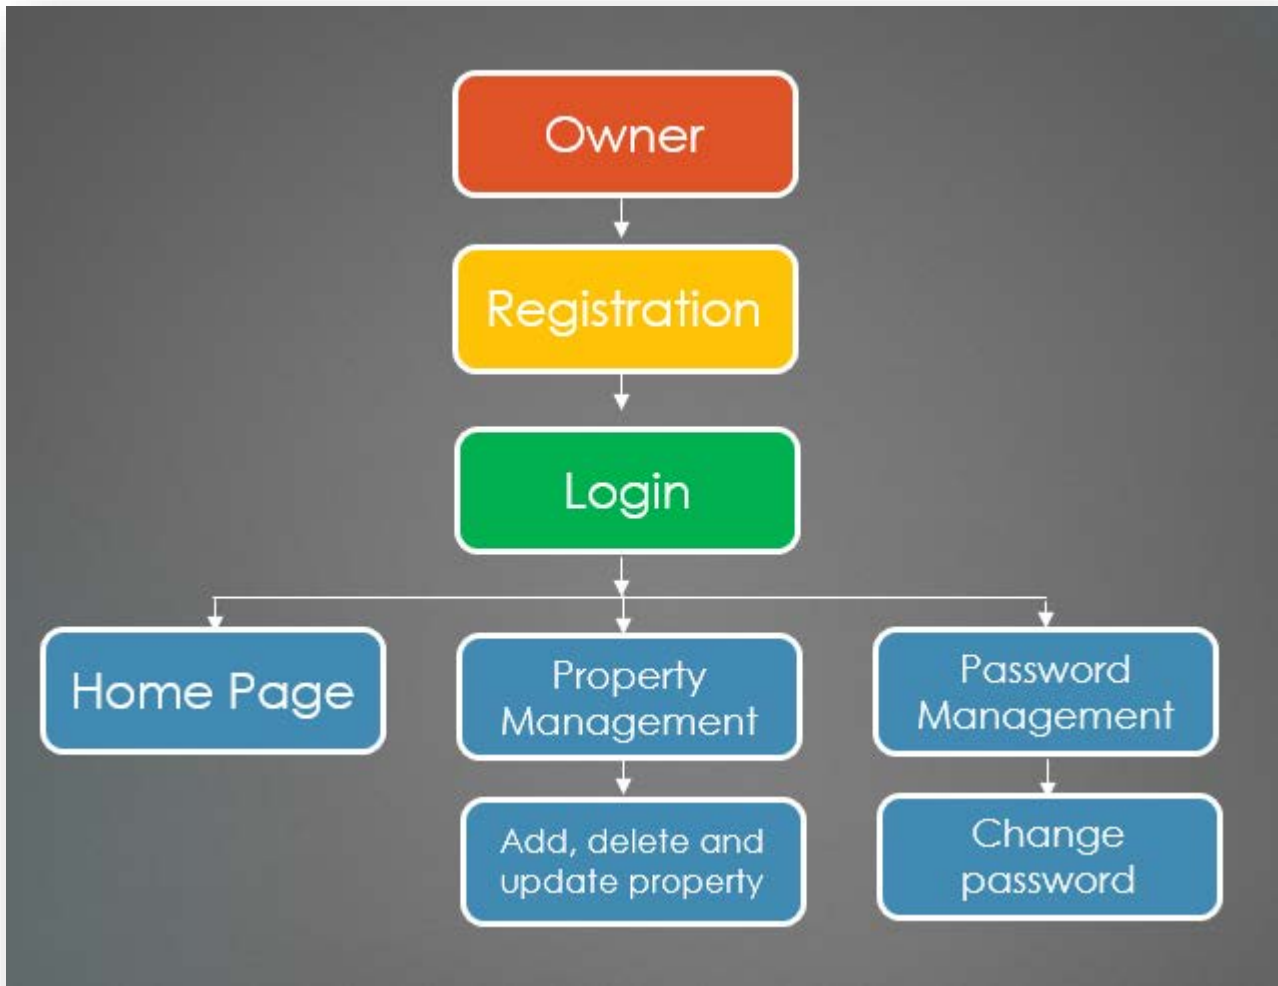 Owner
Registration
Login
Home Page
Property
Management
Password
Management
Add, delete and
update property
Change
password